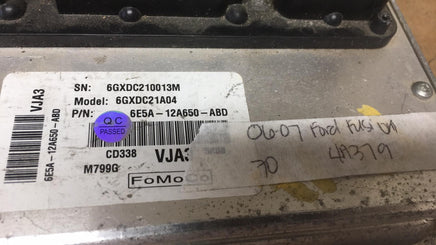 SN: 6GXDC210013M
Model: 6GXDC21A04
P/N: 6E5A-12A650-ABD
QC
PASSED
CD338 VJA3
M799G
FoMoCo
VJA3
6E5A-12A650-ABD
06-07 Ford Fusion
70 4A379